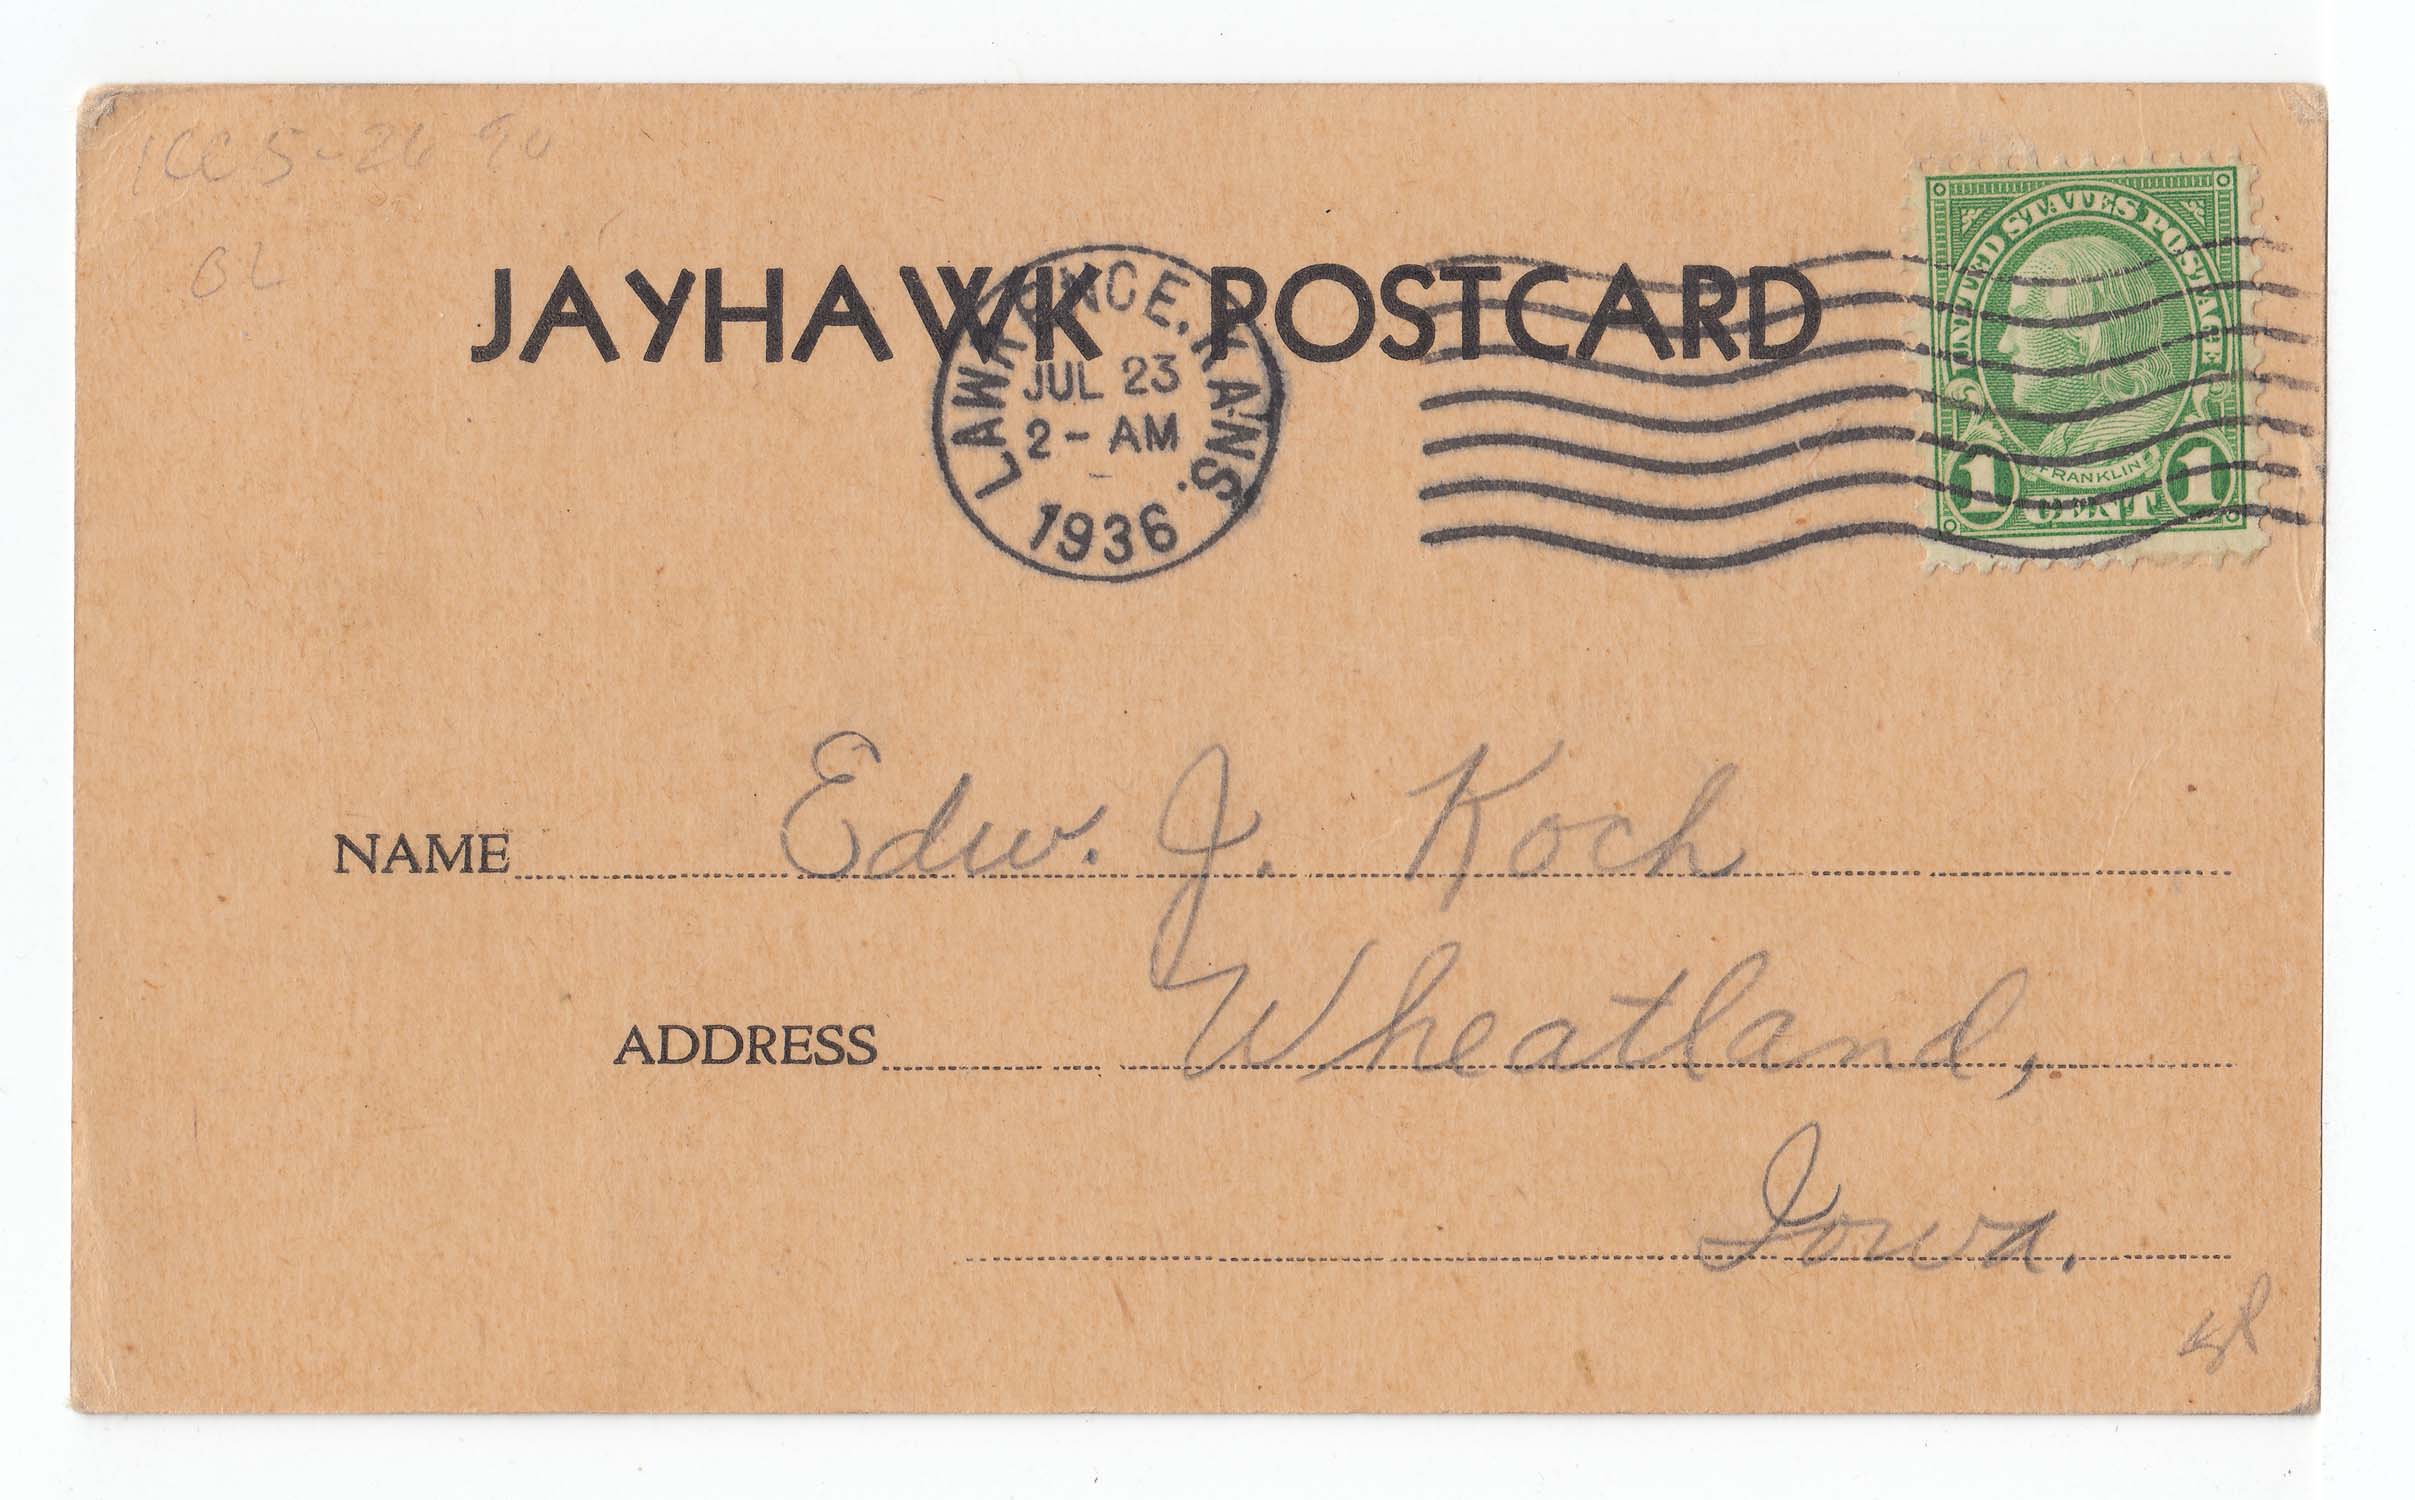 JAYHAWK POSTCARD
LAWRENCE, KANS.
JUL 23
2 - AM
1936
UNITED STATES POSTAGE
FRANKLIN
1 CENT 1
NAME Edw. J. Koch
ADDRESS Wheatland,
Iowa.